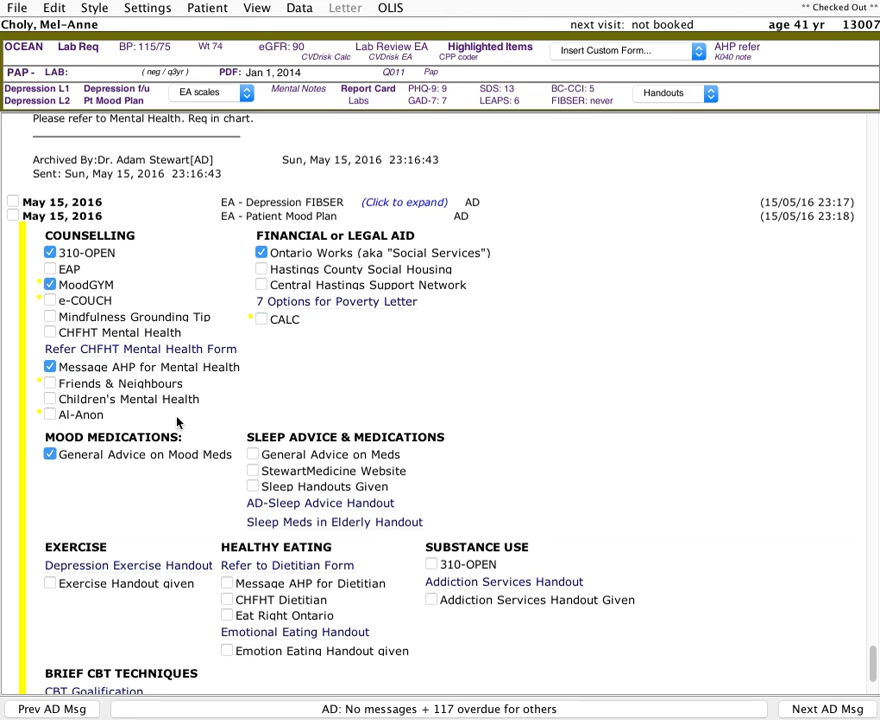 File Edit Style Settings Patient View Data Letter OLIS ** Checked Out **
Choly, Mel-Anne next visit: not booked age 41 yr 13007
OCEAN Lab Req BP: 115/75 Wt 74 eGFR: 90 Lab Review EA Highlighted Items Insert Custom Form... AHP refer
CVDrisk Calc CVDrisk EA CPP coder K040 note
PAP - LAB: ( neg / q3yr ) PDF: Jan 1, 2014 Q011 Pap
Depression L1 Depression f/u EA scales Mental Notes Report Card PHQ-9: 9 SDS: 13 BC-CCI: 5 Handouts
Depression L2 Pt Mood Plan Labs GAD-7: 7 LEAPS: 6 FIBSER: never
Please refer to Mental Health. Req in chart.
Archived By:Dr. Adam Stewart[AD] Sun, May 15, 2016 23:16:43
Sent: Sun, May 15, 2016 23:16:43
May 15, 2016 EA - Depression FIBSER (Click to expand) AD (15/05/16 23:17)
May 15, 2016 EA - Patient Mood Plan AD (15/05/16 23:18)
COUNSELLING FINANCIAL or LEGAL AID
310-OPEN Ontario Works (aka "Social Services")
EAP Hastings County Social Housing
MoodGYM Central Hastings Support Network
e-COUCH 7 Options for Poverty Letter
Mindfulness Grounding Tip CALC
CHFHT Mental Health
Refer CHFHT Mental Health Form
Message AHP for Mental Health
Friends & Neighbours
Children's Mental Health
Al-Anon
MOOD MEDICATIONS: SLEEP ADVICE & MEDICATIONS
General Advice on Mood Meds General Advice on Meds
StewartMedicine Website
Sleep Handouts Given
AD-Sleep Advice Handout
Sleep Meds in Elderly Handout
EXERCISE HEALTHY EATING SUBSTANCE USE
Depression Exercise Handout Refer to Dietitian Form 310-OPEN
Exercise Handout given Message AHP for Dietitian Addiction Services Handout
CHFHT Dietitian Addiction Services Handout Given
Eat Right Ontario
Emotional Eating Handout
Emotion Eating Handout given
BRIEF CBT TECHNIQUES
CBT Goalification
Prev AD Msg AD: No messages + 117 overdue for others Next AD Msg